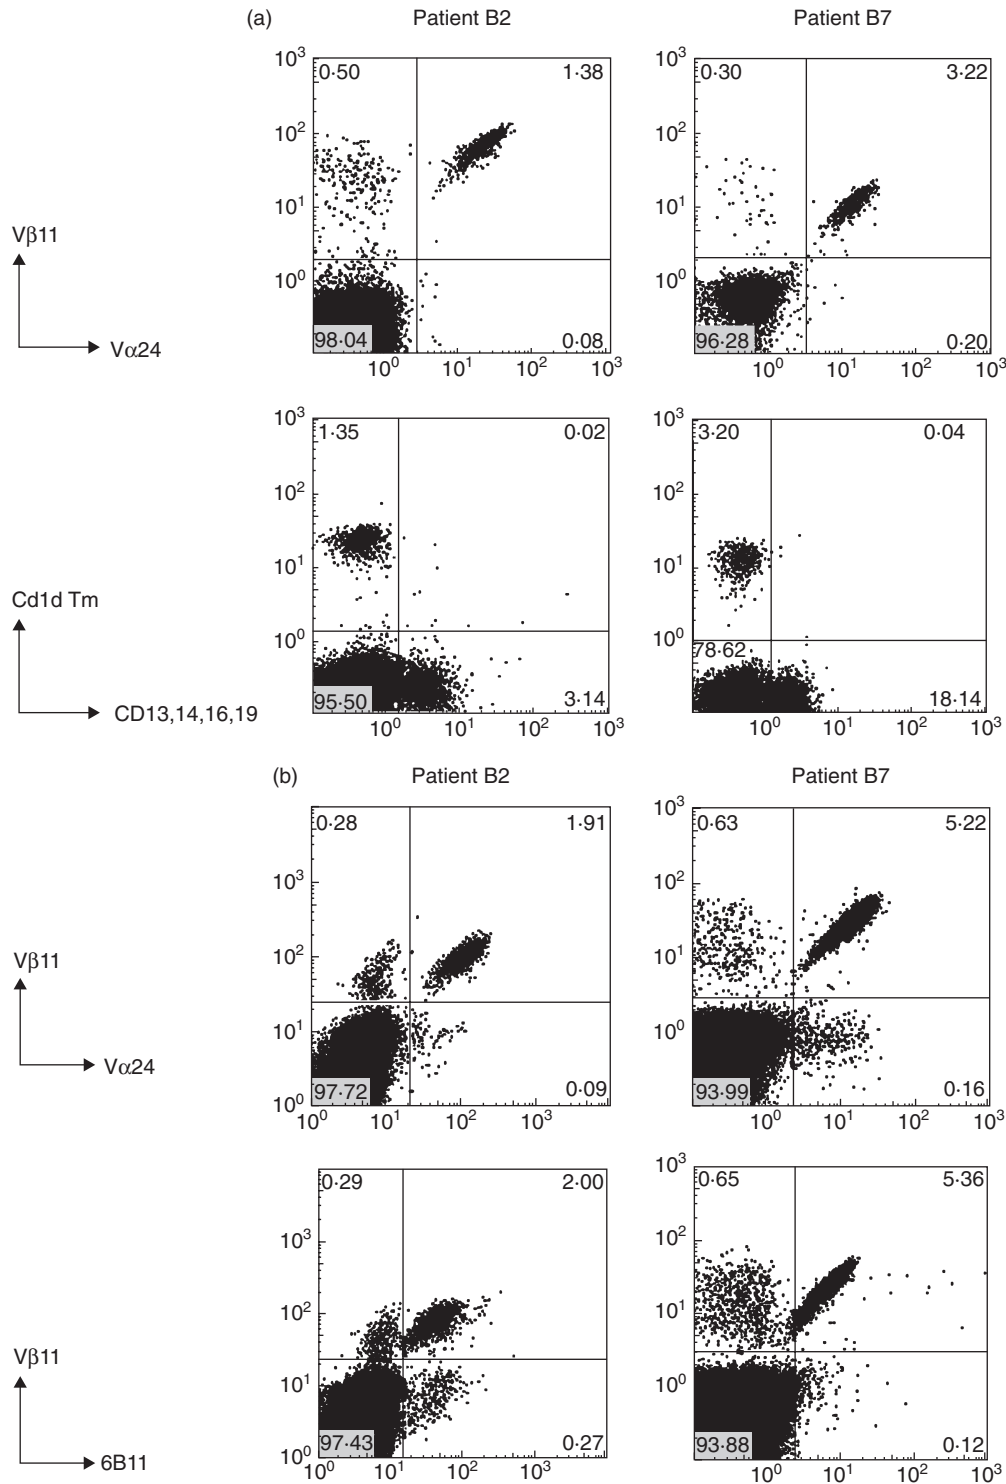 (a) Patient B2 Patient B7
10³ 0·50 1·38 10³ 0·30 3·22
10² 10²
10¹ 10¹
Vβ11
10⁰ 10⁰
98·04 0·08 96·28 0·20
Vα24
10⁰ 10¹ 10² 10³ 10⁰ 10¹ 10² 10³
10³ 1·35 0·02 10³ 3·20 0·04
10² 10²
10¹ 10¹
Cd1d Tm
10⁰ 10⁰
78·62
95·50 3·14 18·14
CD13,14,16,19
10⁰ 10¹ 10² 10³ 10⁰ 10¹ 10² 10³
(b) Patient B2 Patient B7
0·28 1·91 10³ 0·63 5·22
10³ 10²
Vβ11
10² 10¹
10¹ 10⁰
Vα24
97·72 0·09 93·99 0·16
10⁰
10⁰ 10¹ 10² 10³ 10⁰ 10¹ 10² 10³
0·29 2·00 10³ 0·65 5·36
10³ 10²
10² 10¹
Vβ11
10¹ 10⁰
97·43 0·27 93·88 0·12
10⁰
6B11
10⁰ 10¹ 10² 10³ 10⁰ 10¹ 10² 10³